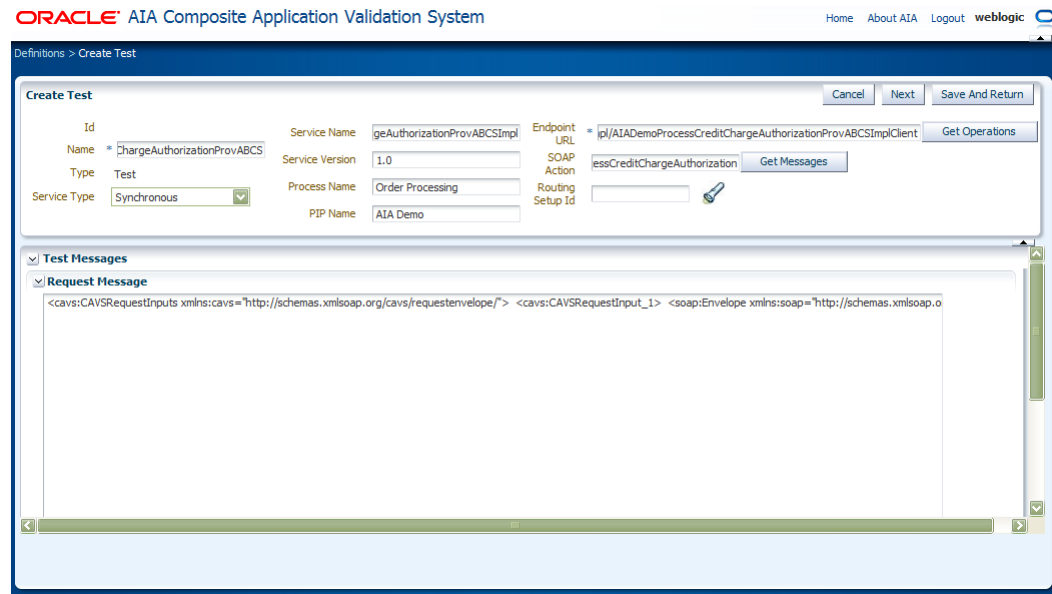 ORACLE AIA Composite Application Validation System
Home About AIA Logout weblogic
Definitions > Create Test
Create Test
Cancel Next Save And Return
Id
Name * ChargeAuthorizationProvABCS
Type Test
Service Type Synchronous
Service Name geAuthorizationProvABCSImpl
Service Version 1.0
Process Name Order Processing
PIP Name AIA Demo
Endpoint URL * ıpl/AIADemoProcessCreditChargeAuthorizationProvABCSImplClient Get Operations
SOAP Action essCreditChargeAuthorization Get Messages
Routing Setup Id
Test Messages
Request Message
<cavs:CAVSRequestInputs xmlns:cavs="http://schemas.xmlsoap.org/cavs/requestenvelope/"> <cavs:CAVSRequestInput_1> <soap:Envelope xmlns:soap="http://schemas.xmlsoap.o